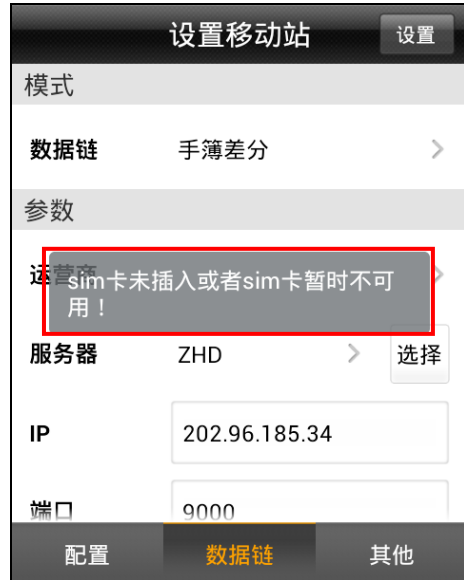 设置移动站 设置
模式
数据链 手簿差分
参数
运营商
sim卡未插入或者sim卡暂时不可
用！
服务器 ZHD 选择
IP 202.96.185.34
端口 9000
配置 数据链 其他